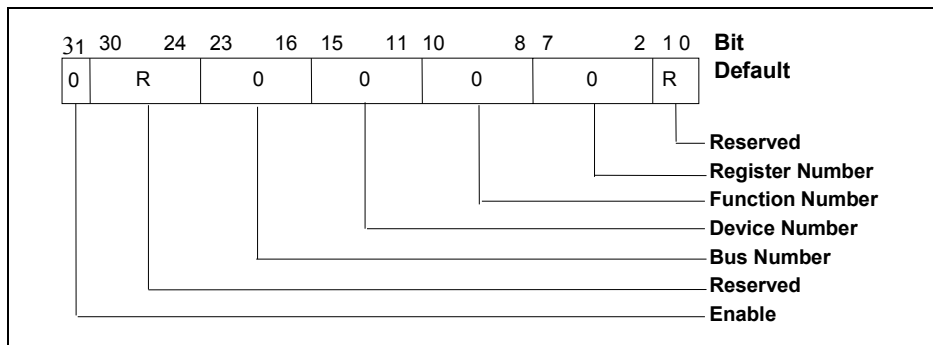 31 30 24 23 16 15 11 10 8 7 2 1 0 Bit
0 R 0 0 0 0 R Default
Reserved
Register Number
Function Number
Device Number
Bus Number
Reserved
Enable